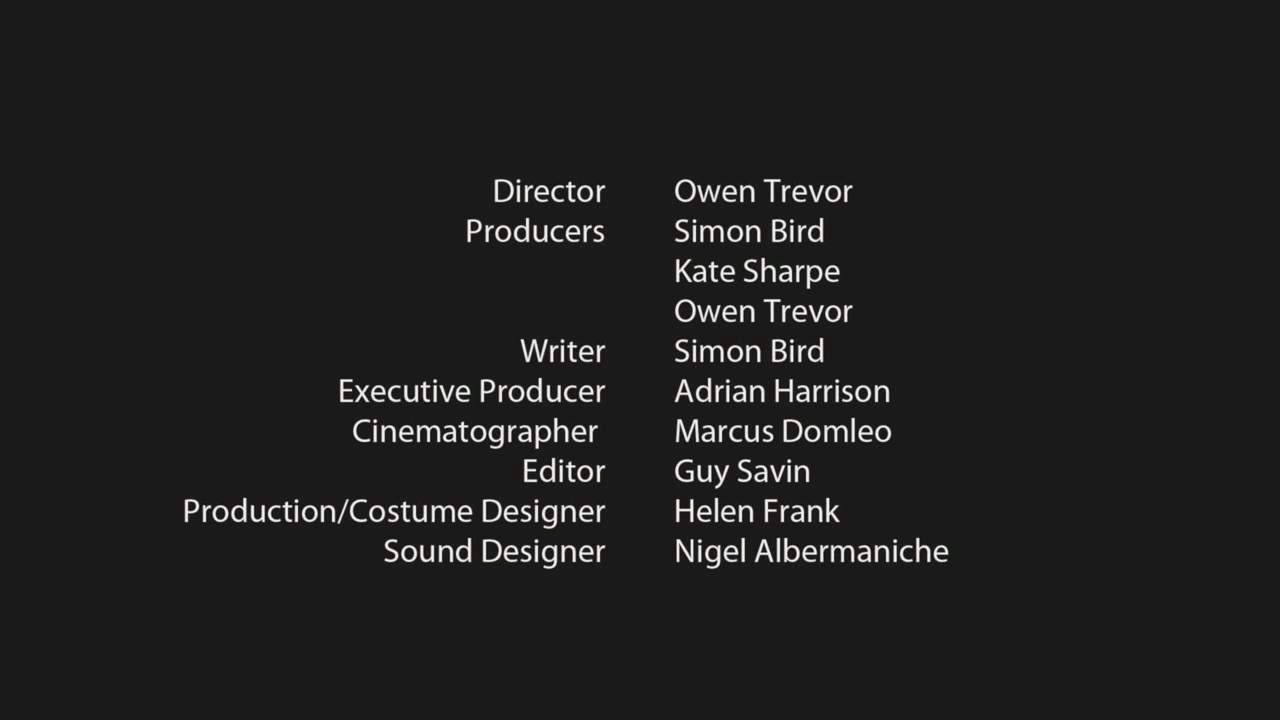 Director Owen Trevor
Producers Simon Bird
Kate Sharpe
Owen Trevor
Writer Simon Bird
Executive Producer Adrian Harrison
Cinematographer Marcus Domleo
Editor Guy Savin
Production/Costume Designer Helen Frank
Sound Designer Nigel Albermaniche